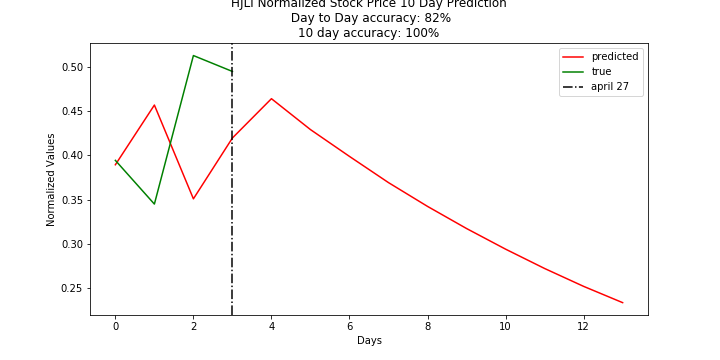 HJLI Normalized Stock Price 10 Day Prediction
Day to Day accuracy: 82%
10 day accuracy: 100%
predicted
true
april 27
0.50
0.45
0.40
0.35
0.30
0.25
Normalized Values
0 2 4 6 8 10 12
Days